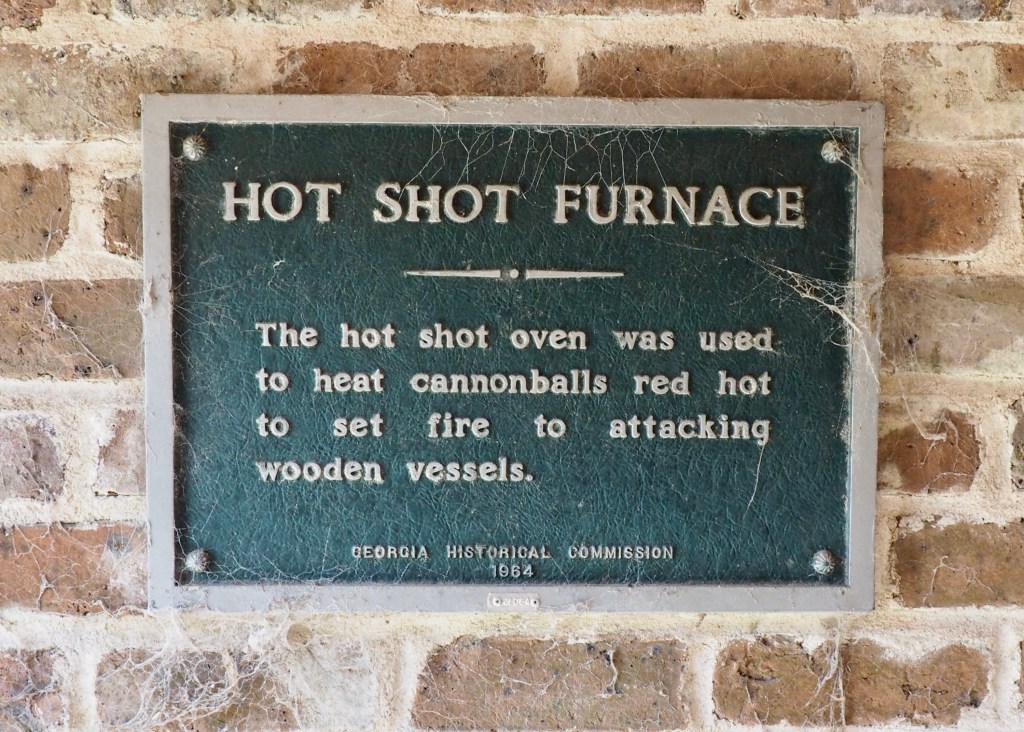 HOT SHOT FURNACE
The hot shot oven was used
to heat cannonballs red hot
to set fire to attacking
wooden vessels.
GEORGIA HISTORICAL COMMISSION
1964